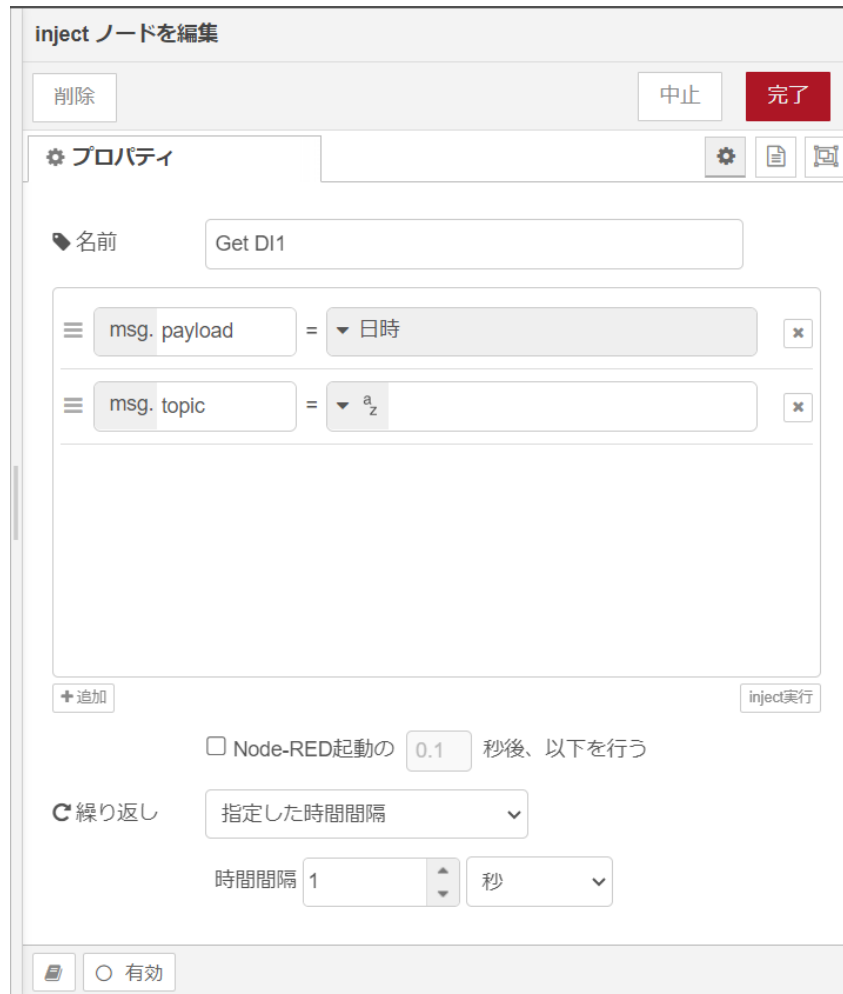 inject ノードを編集
削除 中止 完了
プロパティ
名前 Get DI1
msg. payload = 日時
msg. topic = az
追加 inject実行
Node-RED起動の 0.1 秒後、以下を行う
繰り返し 指定した時間間隔
時間間隔 1 秒
有効